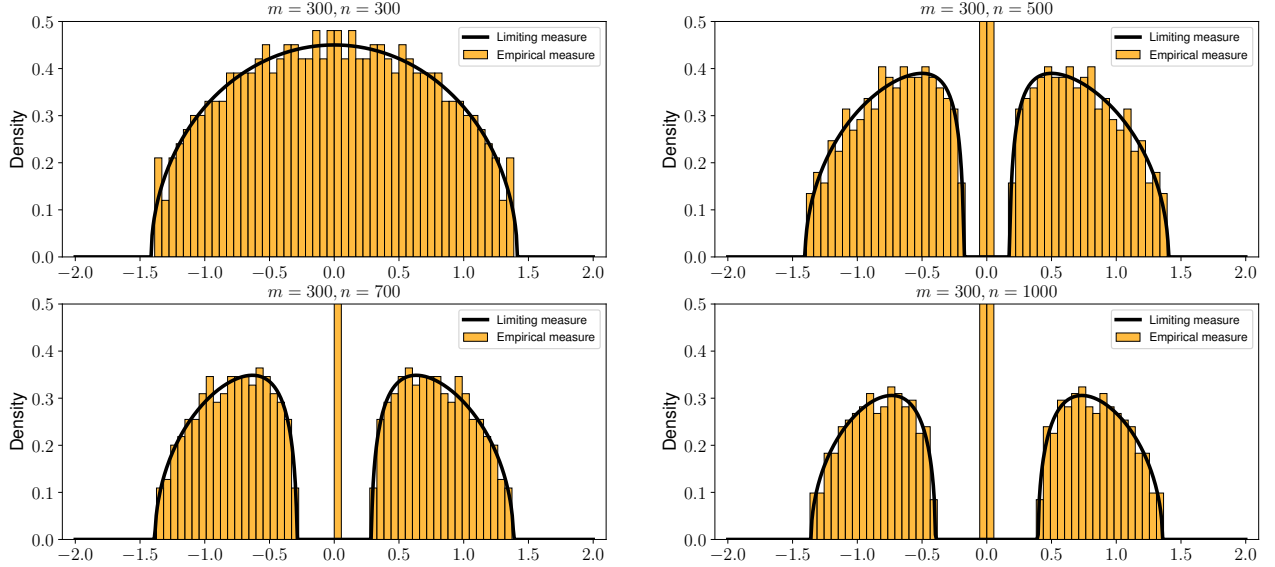 m = 300, n = 300
Density
0.5
0.4
0.3
0.2
0.1
0.0
−2.0 −1.5 −1.0 −0.5 0.0 0.5 1.0 1.5 2.0
Limiting measure
Empirical measure
m = 300, n = 500
Density
0.5
0.4
0.3
0.2
0.1
0.0
−2.0 −1.5 −1.0 −0.5 0.0 0.5 1.0 1.5 2.0
Limiting measure
Empirical measure
m = 300, n = 700
Density
0.5
0.4
0.3
0.2
0.1
0.0
−2.0 −1.5 −1.0 −0.5 0.0 0.5 1.0 1.5 2.0
Limiting measure
Empirical measure
m = 300, n = 1000
Density
0.5
0.4
0.3
0.2
0.1
0.0
−2.0 −1.5 −1.0 −0.5 0.0 0.5 1.0 1.5 2.0
Limiting measure
Empirical measure